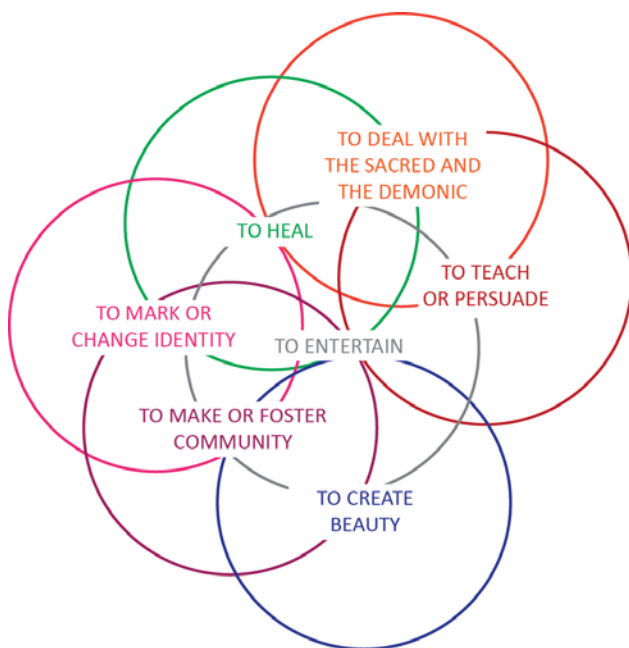 TO DEAL WITH
THE SACRED AND
THE DEMONIC
TO HEAL
TO TEACH
OR PERSUADE
TO MARK OR
CHANGE IDENTITY
TO ENTERTAIN
TO MAKE OR FOSTER
COMMUNITY
TO CREATE
BEAUTY